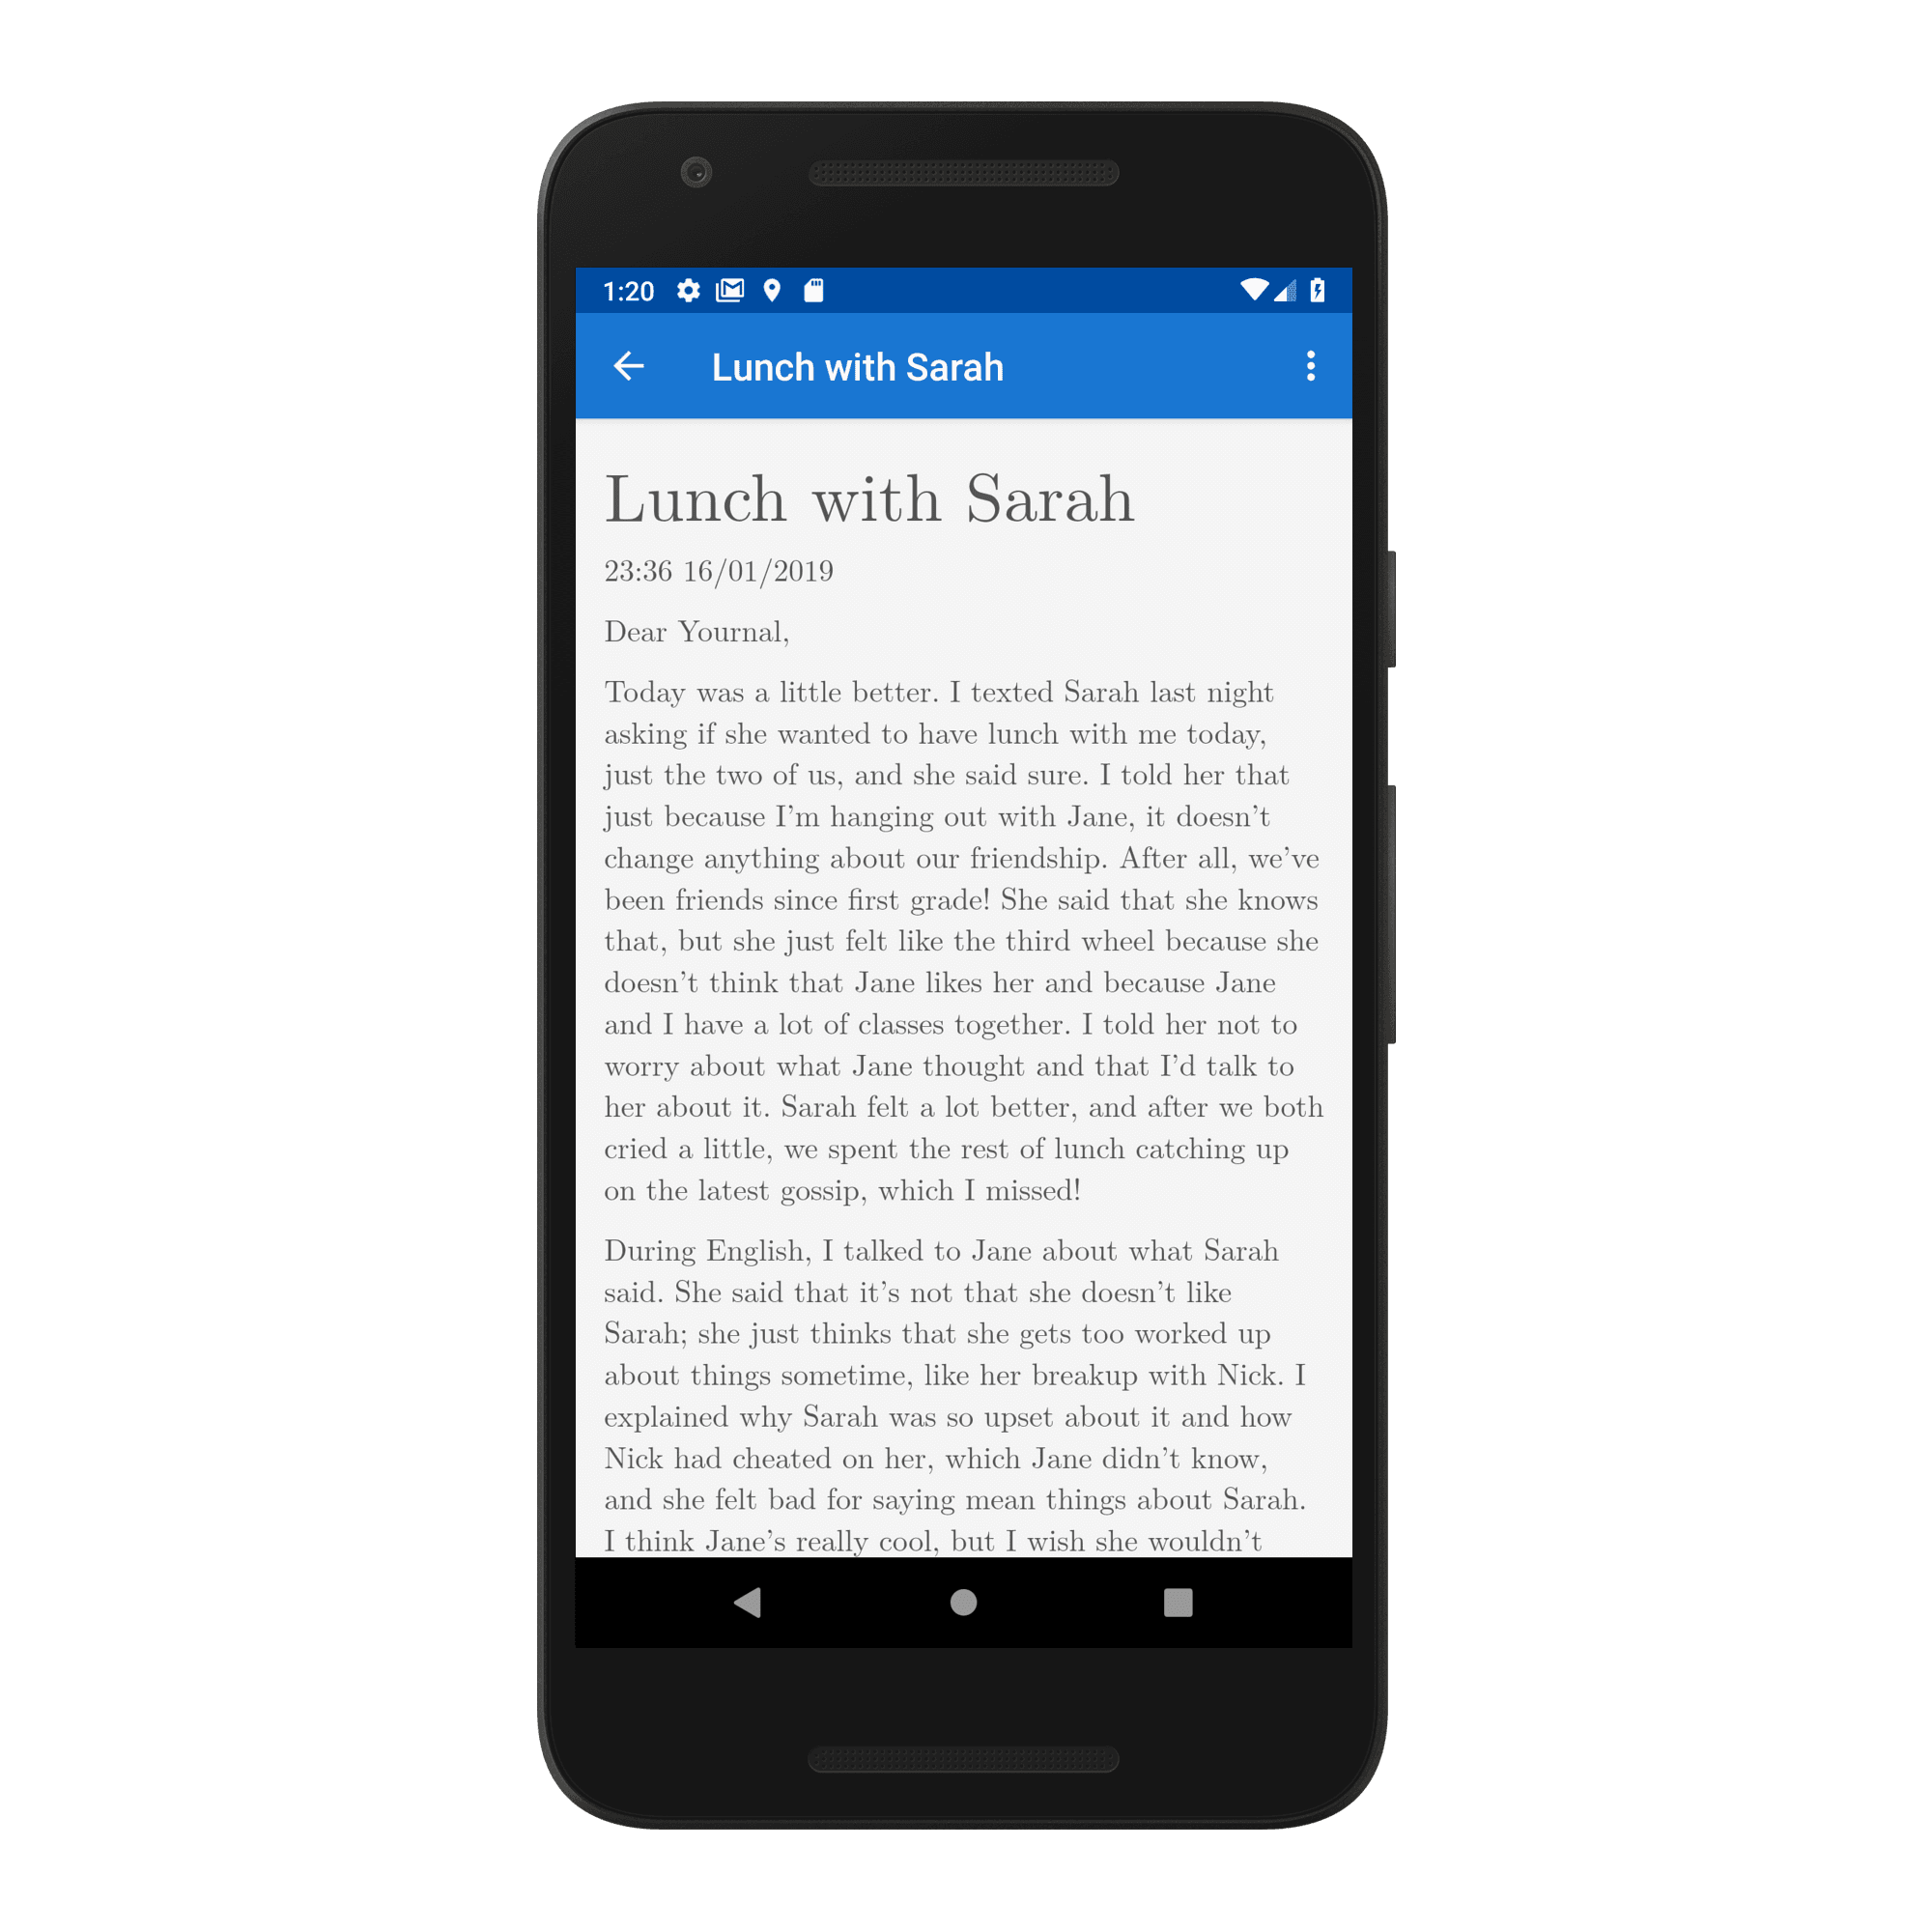 1:20
Lunch with Sarah
Lunch with Sarah
23:36 16/01/2019
Dear Yournal,
Today was a little better. I texted Sarah last night
asking if she wanted to have lunch with me today,
just the two of us, and she said sure. I told her that
just because I'm hanging out with Jane, it doesn't
change anything about our friendship. After all, we've
been friends since first grade! She said that she knows
that, but she just felt like the third wheel because she
doesn't think that Jane likes her and because Jane
and I have a lot of classes together. I told her not to
worry about what Jane thought and that I'd talk to
her about it. Sarah felt a lot better, and after we both
cried a little, we spent the rest of lunch catching up
on the latest gossip, which I missed!
During English, I talked to Jane about what Sarah
said. She said that it's not that she doesn't like
Sarah; she just thinks that she gets too worked up
about things sometime, like her breakup with Nick. I
explained why Sarah was so upset about it and how
Nick had cheated on her, which Jane didn't know,
and she felt bad for saying mean things about Sarah.
I think Jane's really cool, but I wish she wouldn't